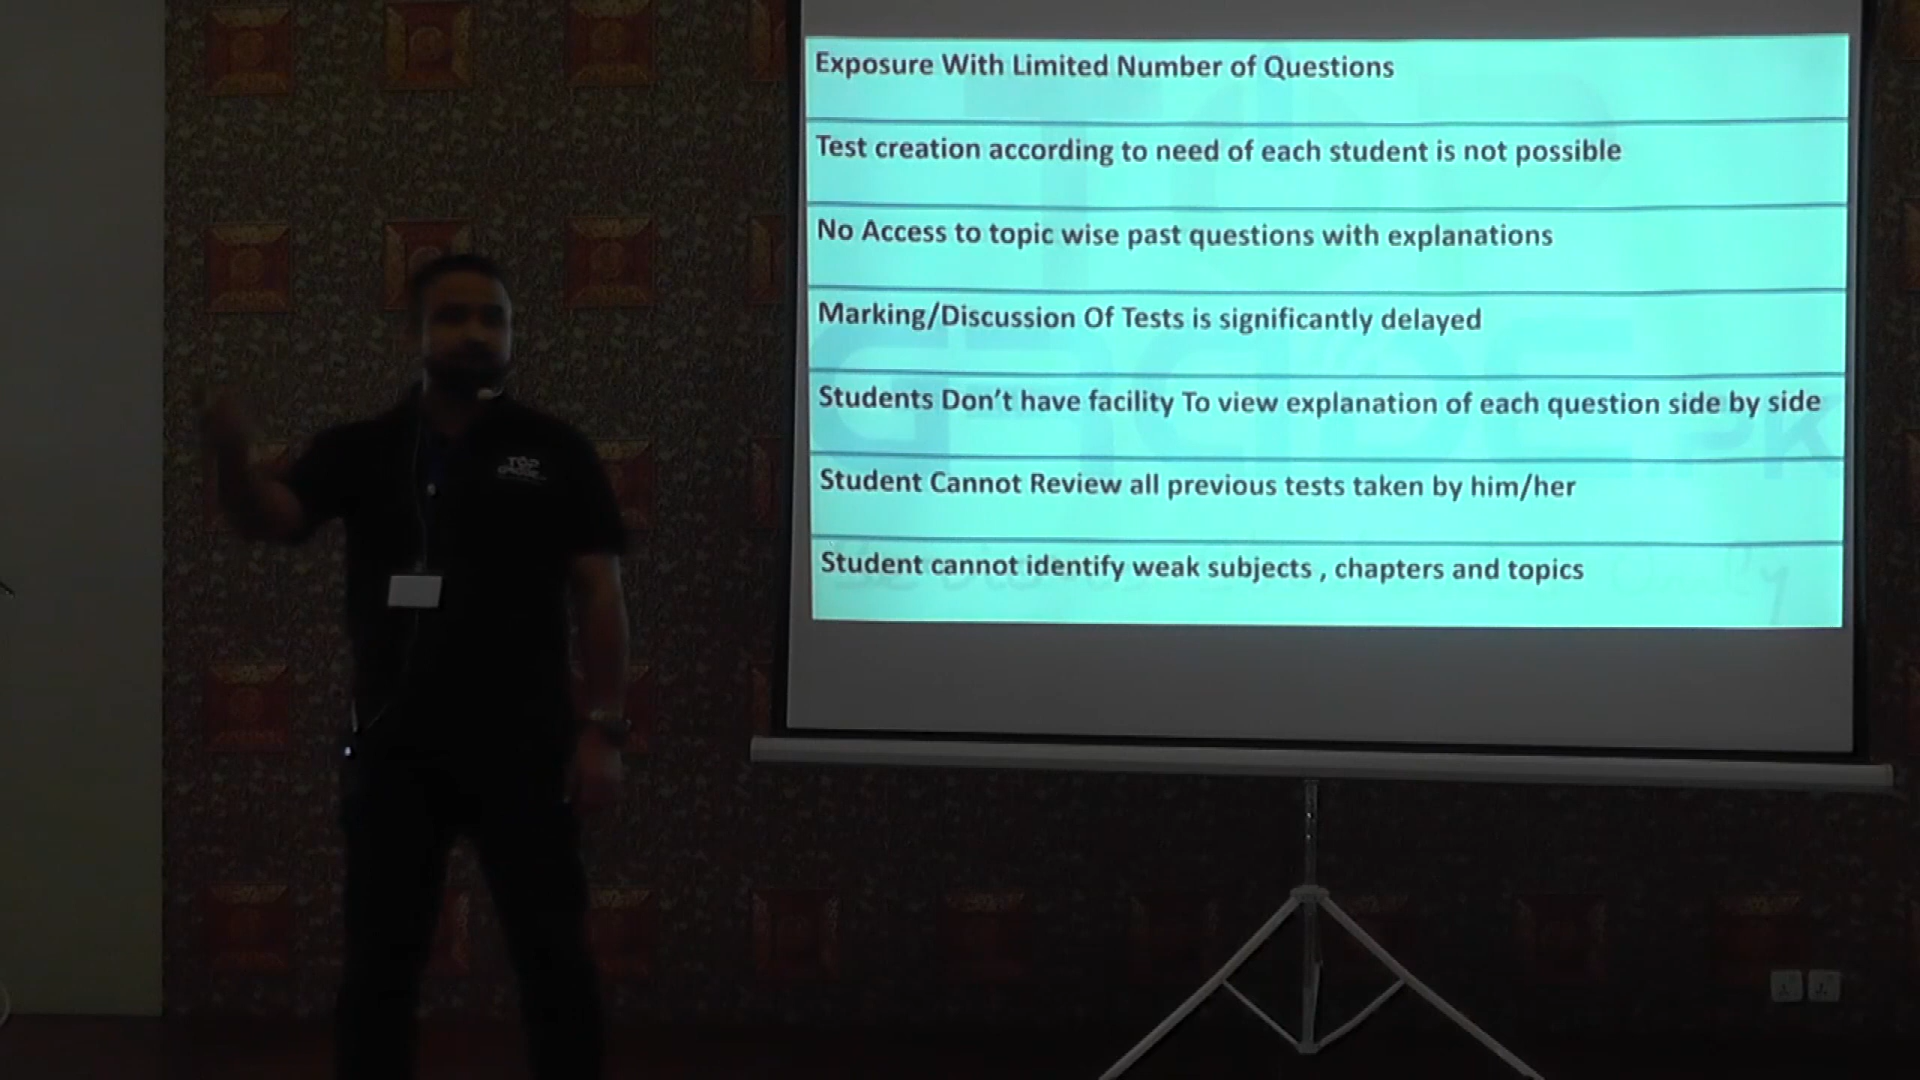 Exposure With Limited Number of Questions
Test creation according to need of each student is not possible
No Access to topic wise past questions with explanations
Marking/Discussion Of Tests is significantly delayed
Students Don't have facility To view explanation of each question side by side
Student Cannot Review all previous tests taken by him/her
Student cannot identify weak subjects , chapters and topics
TOP
GRADE